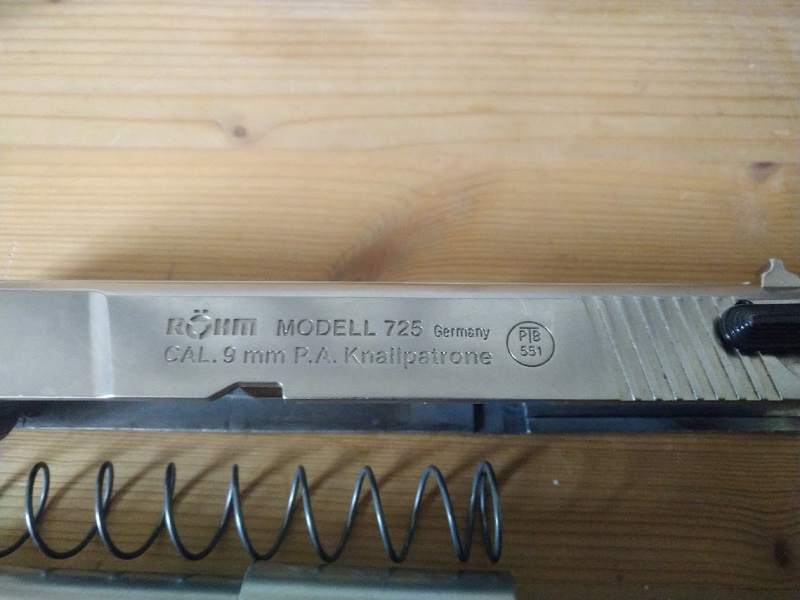 RÖHM MODELL 725 Germany
CAL. 9 mm P.A. Knallpatrone
PTB
551